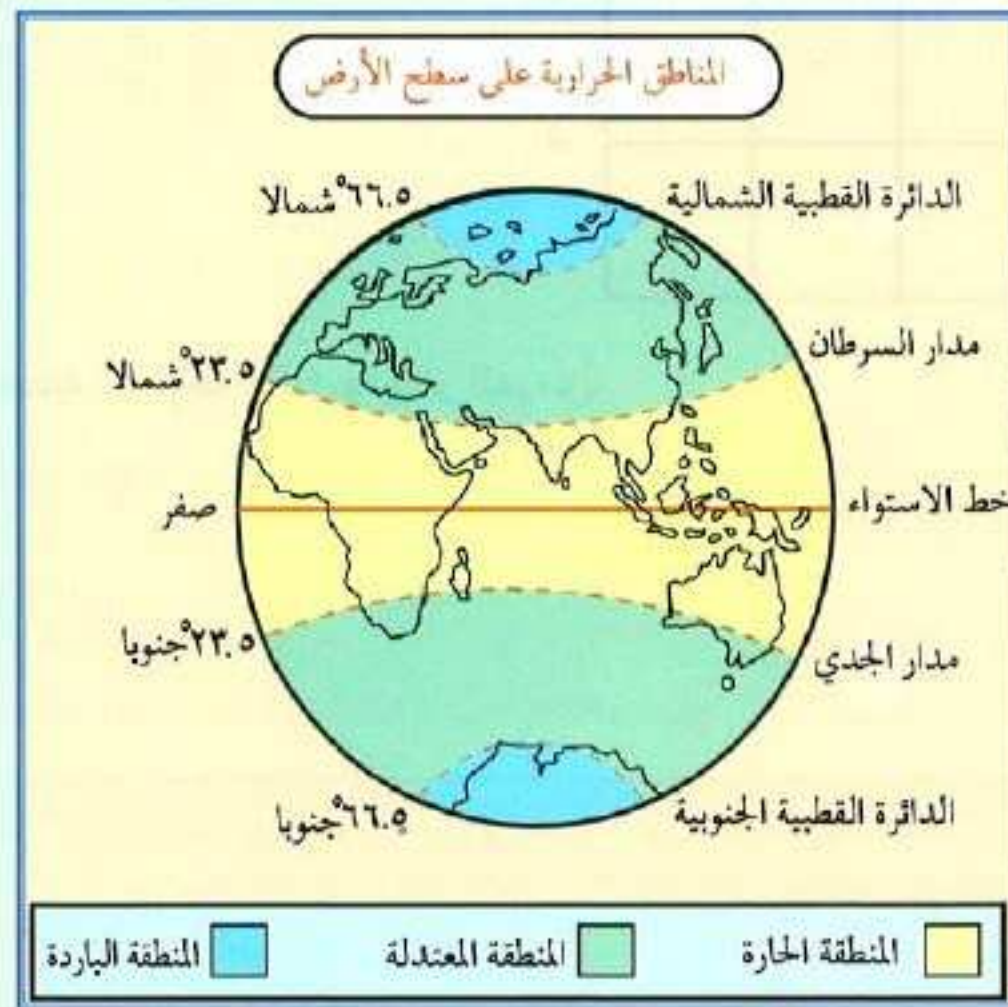 المناطق الحرارية على سطح الأرض
الدائرة القطبية الشمالية
٦٦.٥° شمالا
مدار السرطان
٢٣.٥° شمالا
خط الاستواء
صفر
مدار الجدي
٢٣.٥° جنوبا
الدائرة القطبية الجنوبية
٦٦.٥° جنوبا
المنطقة الحارة
المنطقة المعتدلة
المنطقة الباردة